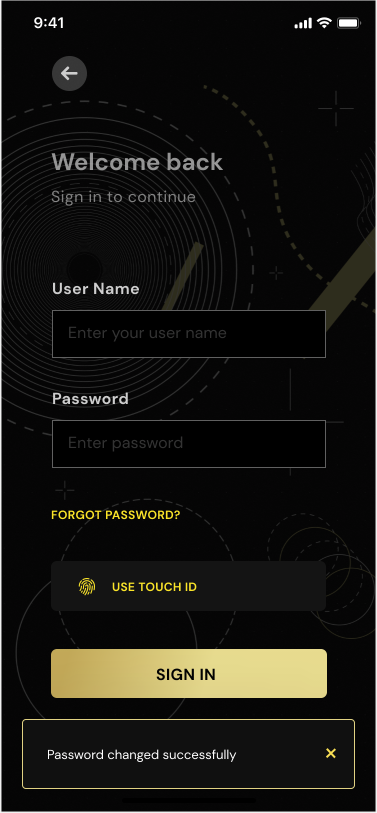 9:41
Welcome back
Sign in to continue
User Name
Enter your user name
Password
Enter password
FORGOT PASSWORD?
USE TOUCH ID
SIGN IN
Password changed successfully